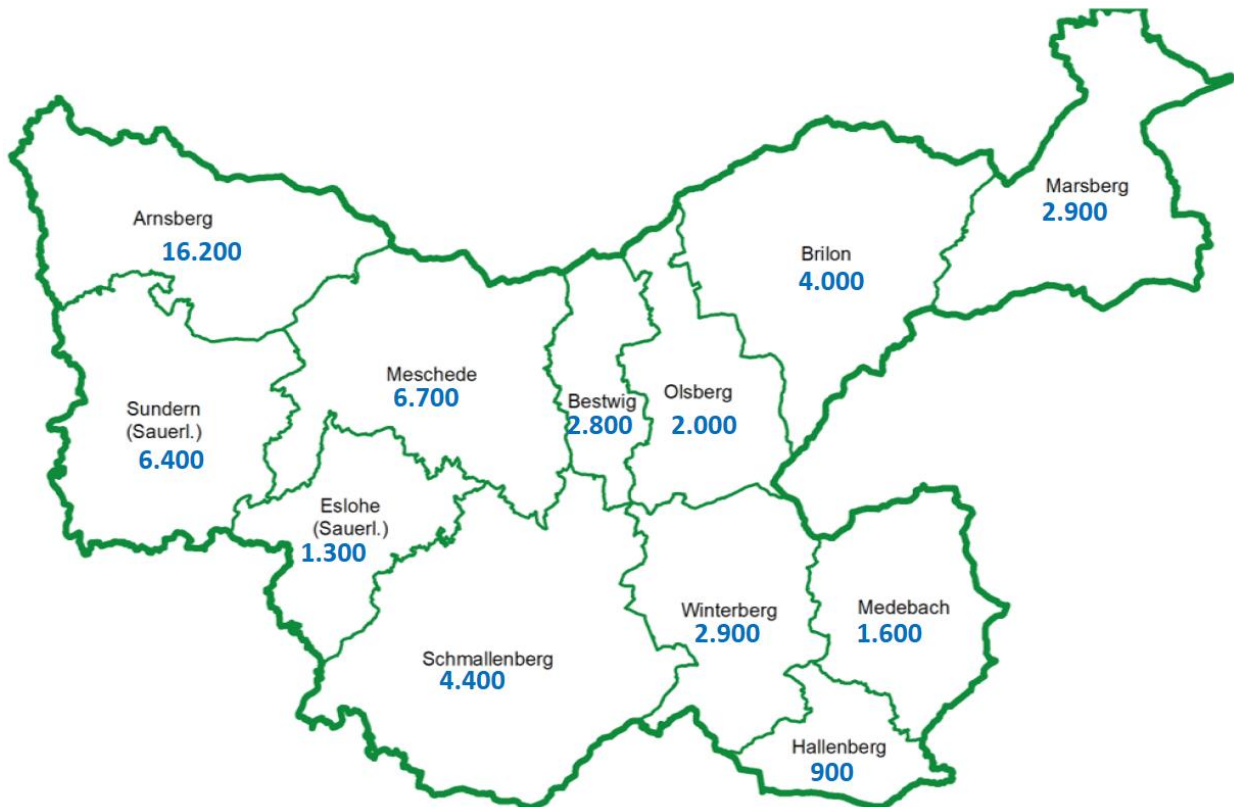 Marsberg
2.900
Arnsberg
16.200
Brilon
4.000
Meschede
6.700
Olsberg
2.000
Bestwig
2.800
Sundern
(Sauerl.)
6.400
Eslohe
(Sauerl.)
1.300
Winterberg
2.900
Medebach
1.600
Schmallenberg
4.400
Hallenberg
900